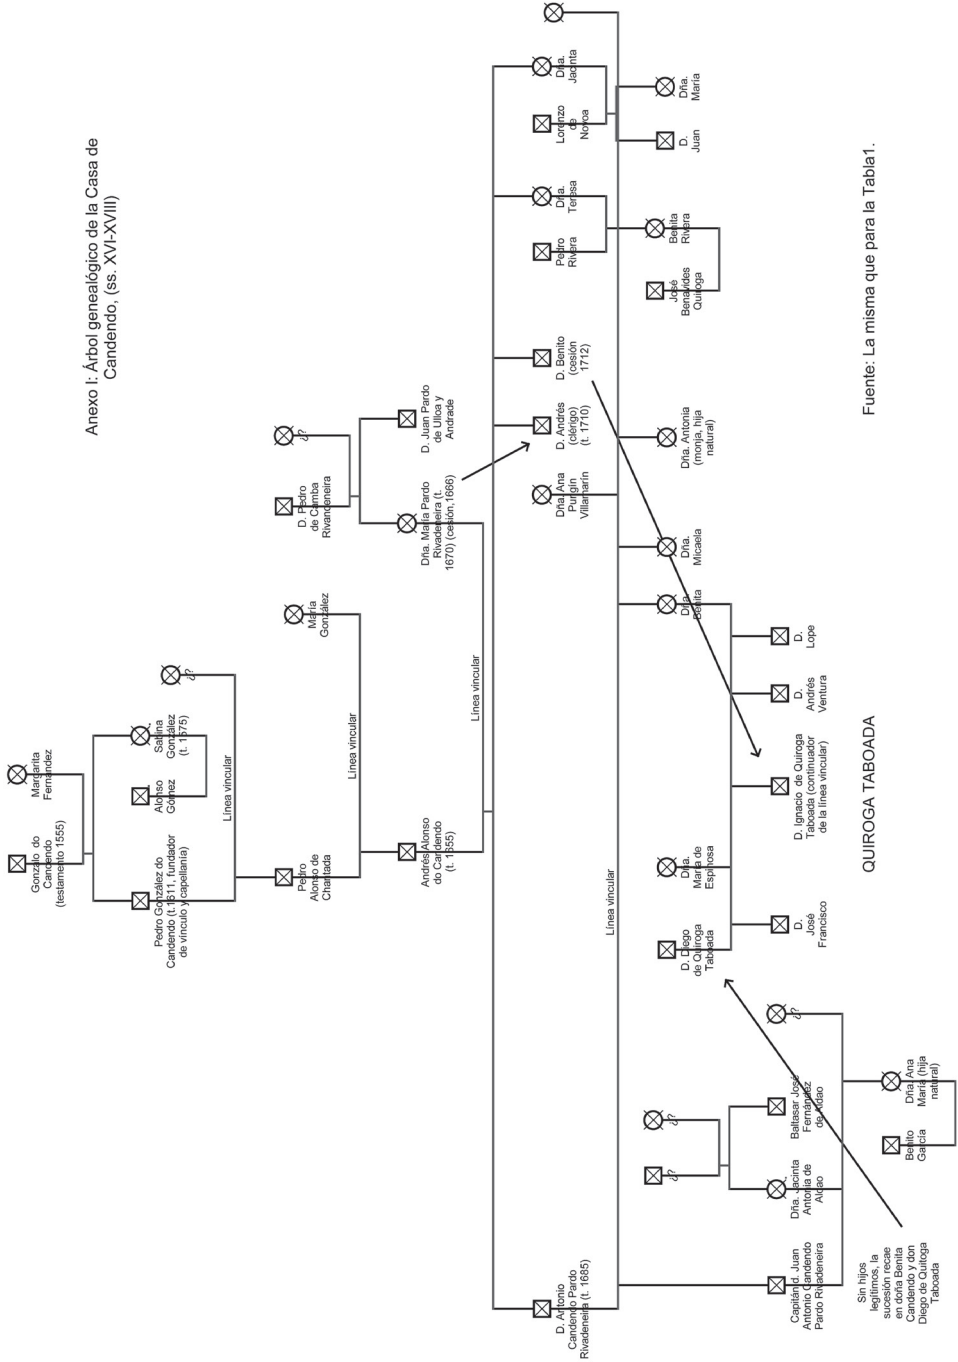 Anexo I: Árbol genealógico de la Casa de
Candendo, (ss. XVI-XVIII)
Gonzalo do
Candendo
(testamento 1555)
Margarita
Fernández
Pedro González do
Candendo (t.1611, fundador
de vínculo y capellanía)
Alonso
Gómez
Sabina
González
(t. 1575)
¿?
Línea vincular
Pedro
Alonso de
Chantada
María
González
D. Pedro
de Camba
Rivandeneira
¿?
Línea vincular
Andrés Alonso
do Candendo
(t. 1655)
Dña. María Pardo
Rivadeneira (t.
1670) (cesión,1666)
D. Juan Pardo
de Ulloa y
Andrade
Línea vincular
D. Antonio
Candendo Pardo
Rivadeneira (t. 1685)
Dña. Ana
Purigín
Villamarín
D. Andrés
(clérigo)
(t. 1710)
D. Benito
(cesión
1712)
Pedro
Rivera
Dña.
Teresa
Lorenzo
de
Novoa
Dña.
Jacinta
Línea vincular
¿?
¿?
D. Diego
de Quiroga
Taboada
Dña.
María de
Espinosa
Dña.
Benita
Dña.
Micaela
Dña. Antonia
(monja, hija
natural)
José
Benavides
Quiroga
Benita
Rivera
D.
Juan
Dña.
María
Capitán d. Juan
Antonio Candendo
Pardo Rivadeneira
Dña. Jacinta
Antonia de
Aldao
Baltasar José
Fernández
de Aldao
¿?
D.
José
Francisco
D. Ignacio de Quiroga
Taboada (continuador
de la línea vincular)
D.
Andrés
Ventura
D.
Lope
Sin hijos
legítimos, la
sucesión recae
en doña Benita
Candendo y don
Diego de Quitoga
Taboada
Benito
García
Dña. Ana
María (hija
natural)
QUIROGA TABOADA
Fuente: La misma que para la Tabla1.